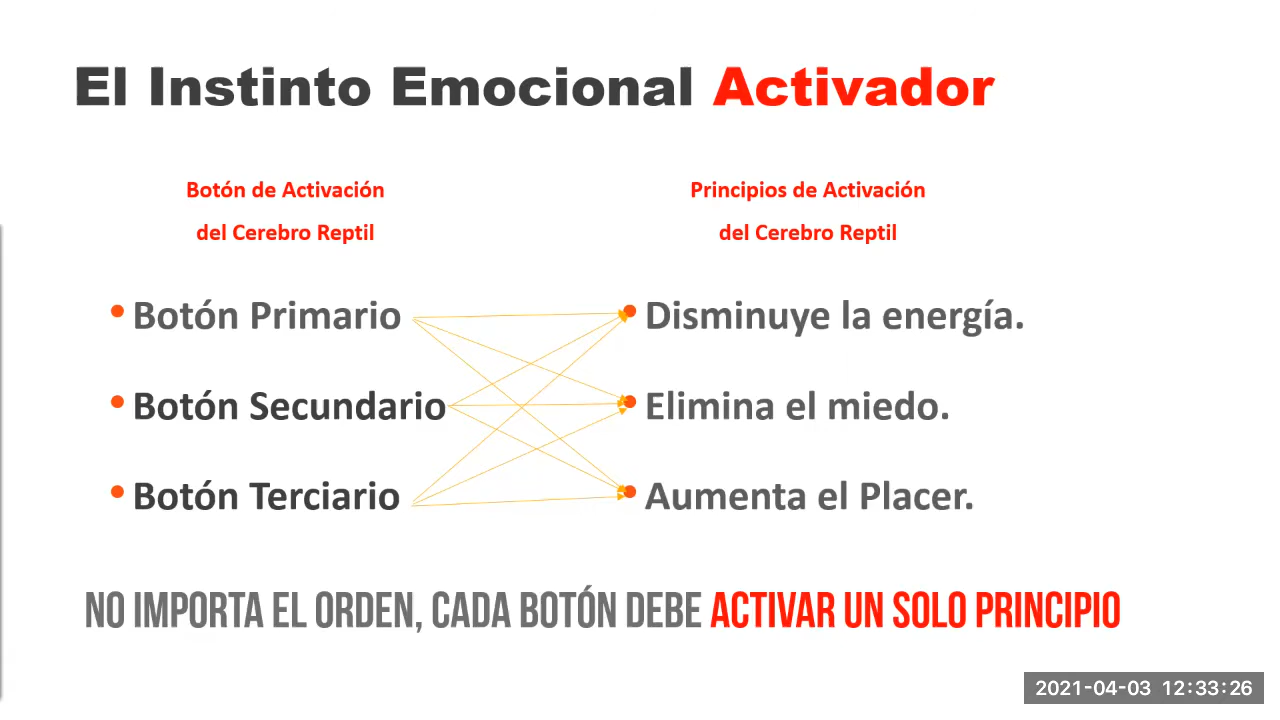 El Instinto Emocional Activador
Botón de Activación
del Cerebro Reptil
Principios de Activación
del Cerebro Reptil
• Botón Primario
• Disminuye la energía.
• Botón Secundario
• Elimina el miedo.
• Botón Terciario
• Aumenta el Placer.
NO IMPORTA EL ORDEN, CADA BOTÓN DEBE ACTIVAR UN SOLO PRINCIPIO
2021-04-03 12:33:26